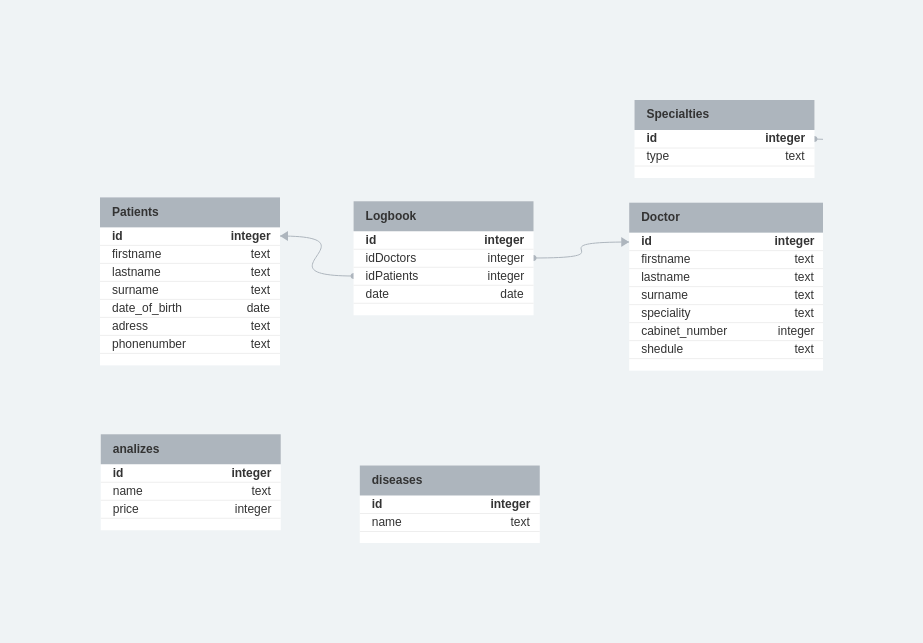 Specialties
id integer
type text
Patients
id integer
firstname text
lastname text
surname text
date_of_birth date
adress text
phonenumber text
Logbook
id integer
idDoctors integer
idPatients integer
date date
Doctor
id integer
firstname text
lastname text
surname text
speciality text
cabinet_number integer
shedule text
analizes
id integer
name text
price integer
diseases
id integer
name text